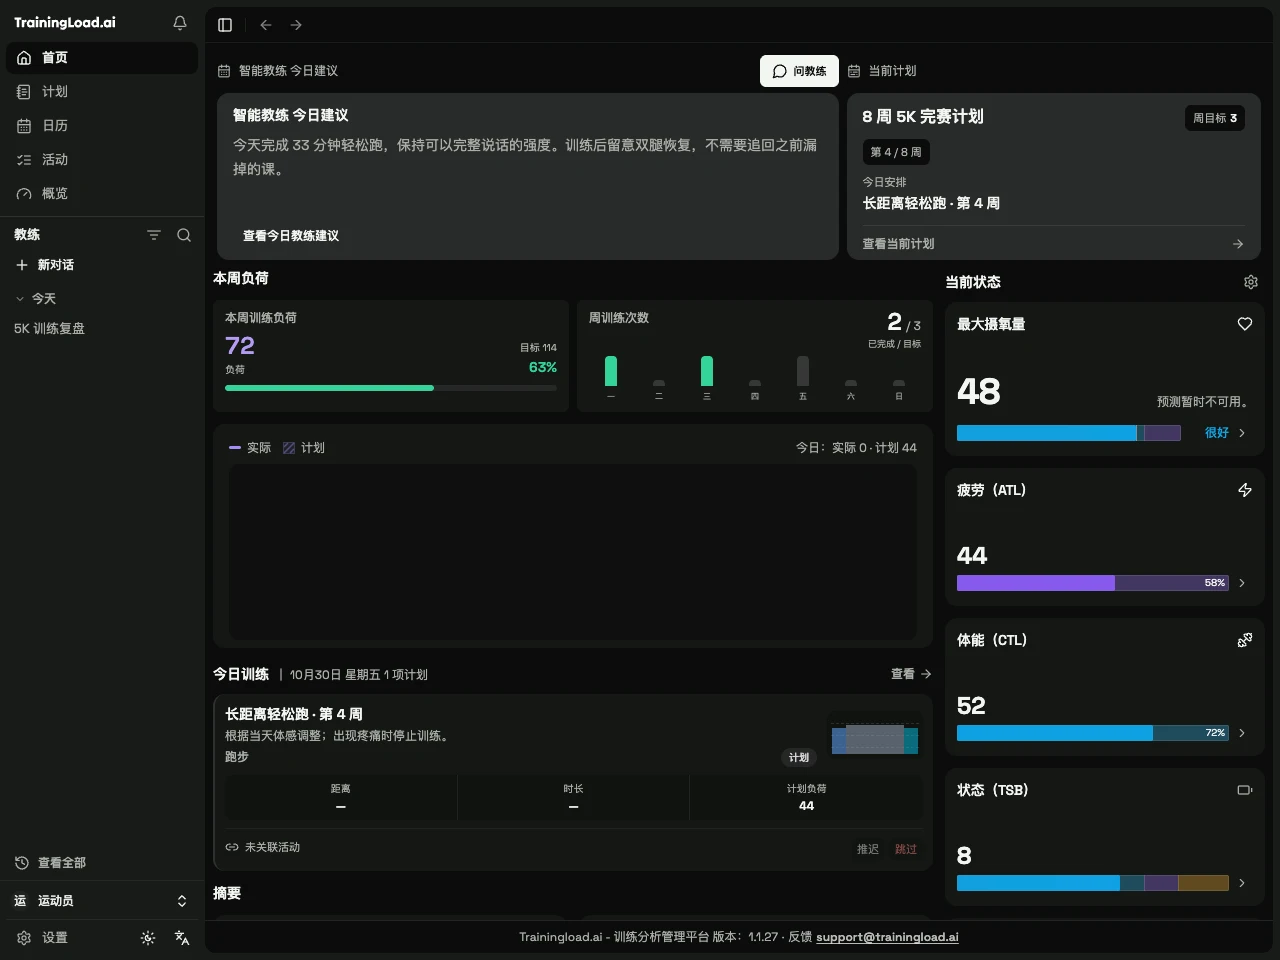 TrainingLoad.ai
首页
计划
日历
活动
概览
教练
新对话
今天
5K 训练复盘
查看全部
运 运动员
设置
智能教练 今日建议
问教练
智能教练 今日建议
今天完成 33 分钟轻松跑，保持可以完整说话的强度。训练后留意双腿恢复，不需要追回之前漏
掉的课。
查看今日教练建议
当前计划
8 周 5K 完赛计划
周目标 3
第 4 / 8 周
今日安排
长距离轻松跑 · 第 4 周
查看当前计划
本周负荷
本周训练负荷
72
负荷
目标 114
63%
周训练次数
2 / 3
已完成 / 目标
一 二 三 四 五 六 日
实际 计划
今日：实际 0 · 计划 44
今日训练 | 10月30日 星期五 1 项计划
查看
长距离轻松跑 · 第 4 周
根据当天体感调整；出现疼痛时停止训练。
跑步
计划
距离 时长 计划负荷
— — 44
未关联活动
推迟 跳过
摘要
当前状态
最大摄氧量
48
预测暂时不可用。
很好
疲劳（ATL）
44
58%
体能（CTL）
52
72%
状态（TSB）
8
Trainingload.ai - 训练分析管理平台 版本：1.1.27 · 反馈 support@trainingload.ai